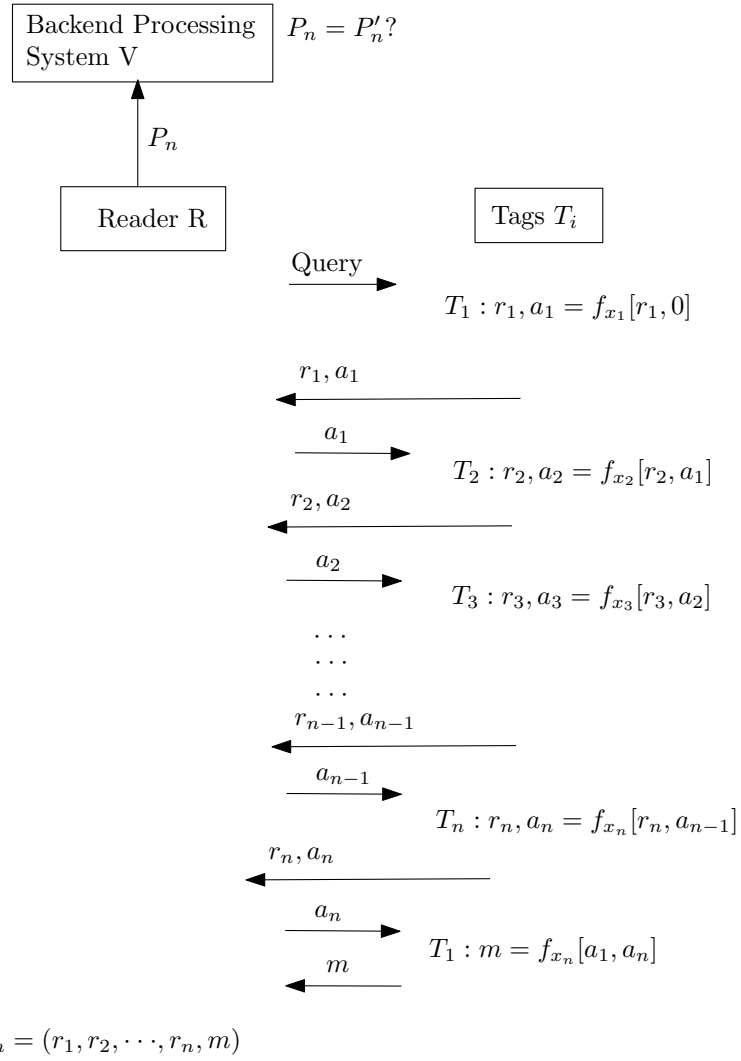 Backend Processing
System V
P_n = P'_n?
P_n
Reader R
Tags T_i
Query
T_1 : r_1, a_1 = f_{x_1}[r_1, 0]
r_1, a_1
a_1
T_2 : r_2, a_2 = f_{x_2}[r_2, a_1]
r_2, a_2
a_2
T_3 : r_3, a_3 = f_{x_3}[r_3, a_2]
. . .
. . .
. . .
r_{n-1}, a_{n-1}
a_{n-1}
T_n : r_n, a_n = f_{x_n}[r_n, a_{n-1}]
r_n, a_n
a_n
T_1 : m = f_{x_n}[a_1, a_n]
m
n = (r_1, r_2, · · ·, r_n, m)